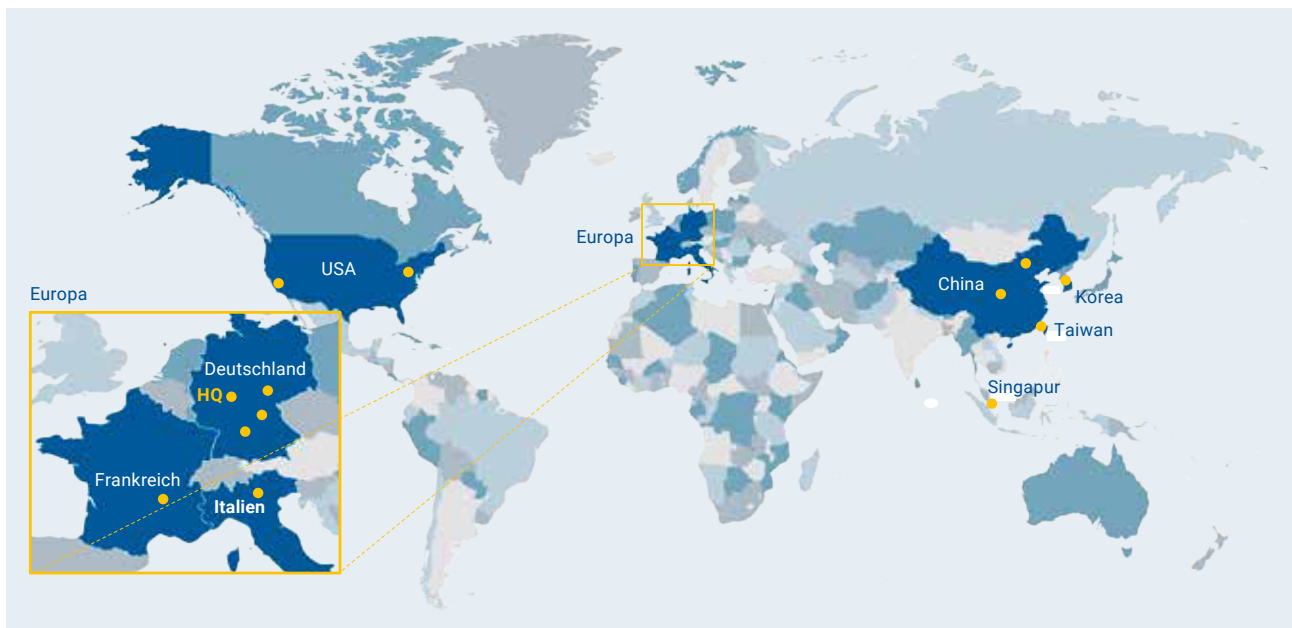 USA
Europa
China
Korea
Taiwan
Singapur
Europa
Deutschland
HQ
Frankreich
Italien